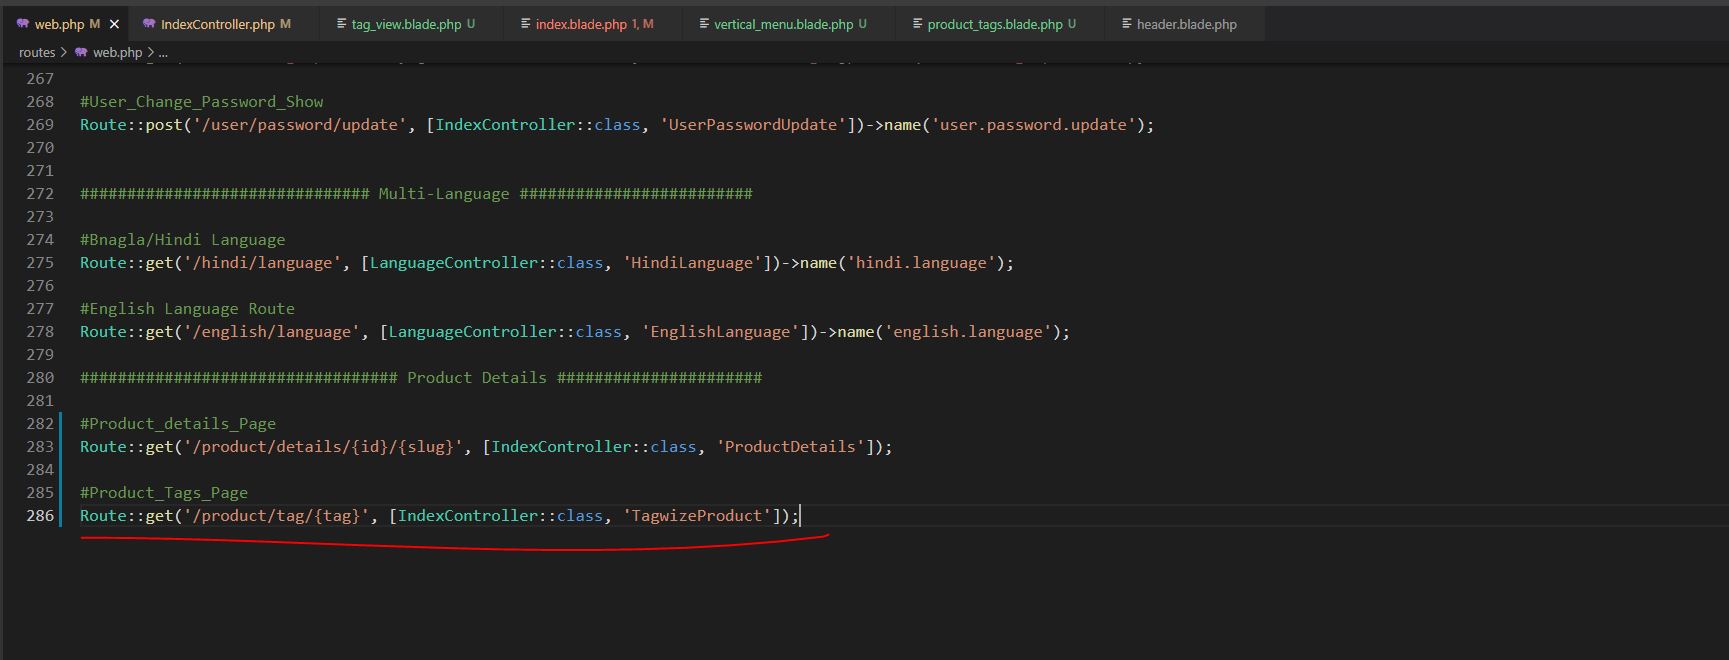 web.php M
IndexController.php M
tag_view.blade.php U
index.blade.php 1, M
vertical_menu.blade.php U
product_tags.blade.php U
header.blade.php
routes > web.php > ...
267
268 #User_Change_Password_Show
269 Route::post('/user/password/update', [IndexController::class, 'UserPasswordUpdate'])->name('user.password.update');
270
271
272 ############################### Multi-Language #########################
273
274 #Bnagla/Hindi Language
275 Route::get('/hindi/language', [LanguageController::class, 'HindiLanguage'])->name('hindi.language');
276
277 #English Language Route
278 Route::get('/english/language', [LanguageController::class, 'EnglishLanguage'])->name('english.language');
279
280 ################################## Product Details ######################
281
282 #Product_details_Page
283 Route::get('/product/details/{id}/{slug}', [IndexController::class, 'ProductDetails']);
284
285 #Product_Tags_Page
286 Route::get('/product/tag/{tag}', [IndexController::class, 'TagwizeProduct']);